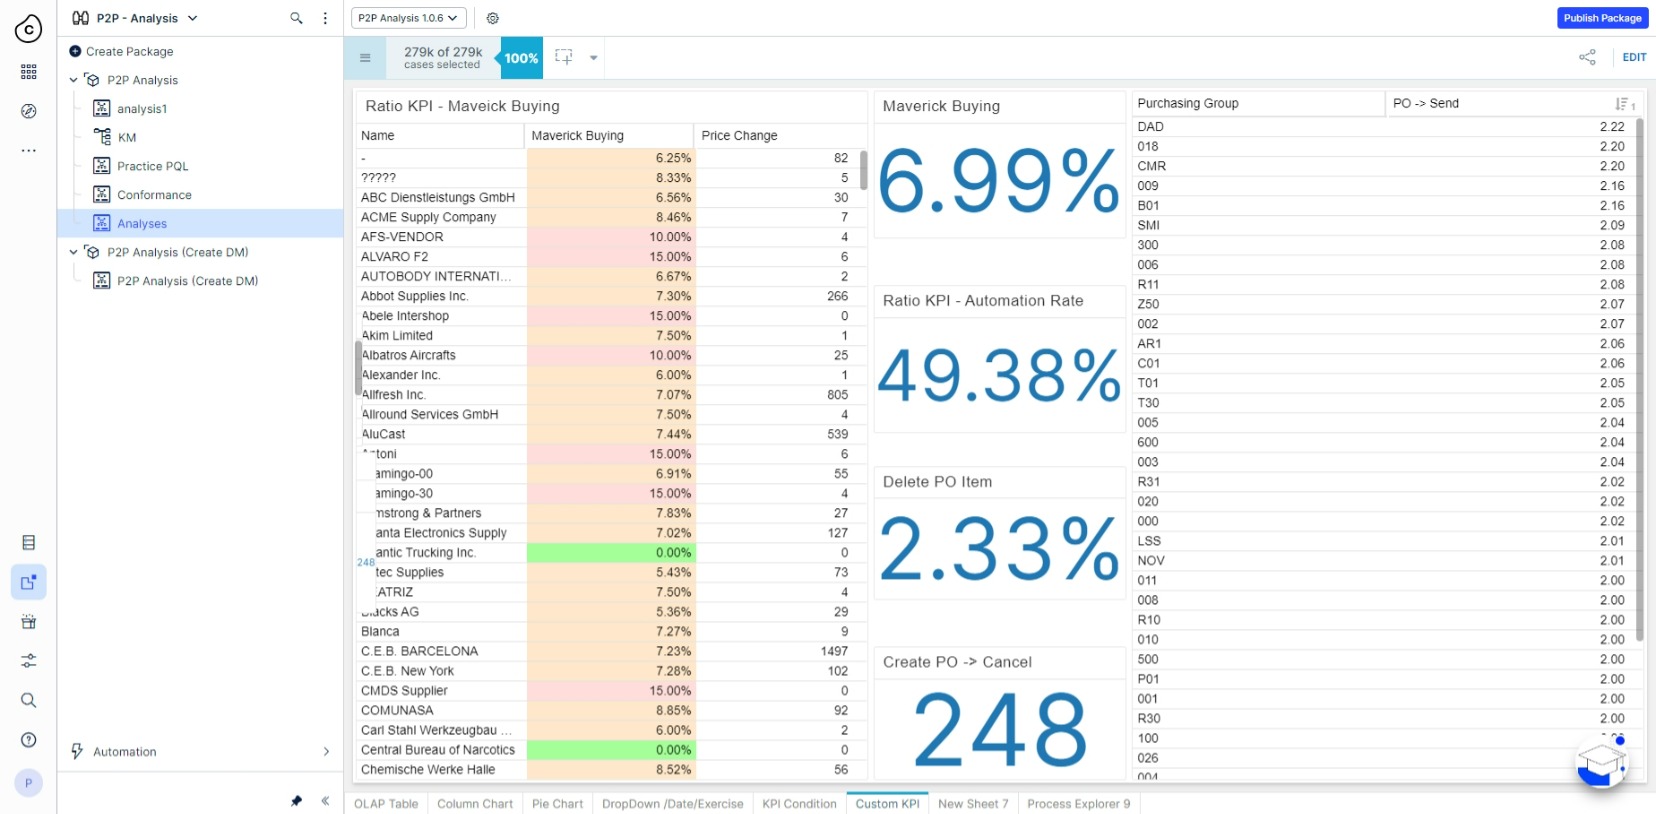 P2P - Analysis
P2P Analysis 1.0.6
Publish Package
Create Package
P2P Analysis
analysis1
KM
Practice PQL
Conformance
Analyses
P2P Analysis (Create DM)
P2P Analysis (Create DM)
Automation
P
279k of 279k
cases selected
100%
EDIT
Ratio KPI - Maveick Buying
Name Maverick Buying Price Change
- 6.25% 82
????? 8.33% 5
ABC Dienstleistungs GmbH 6.56% 30
ACME Supply Company 8.46% 7
AFS-VENDOR 10.00% 4
ALVARO F2 15.00% 6
AUTOBODY INTERNATI... 6.67% 2
Abbot Supplies Inc. 7.30% 266
Abele Intershop 15.00% 0
Akim Limited 7.50% 1
Albatros Aircrafts 10.00% 25
Alexander Inc. 6.00% 1
Allfresh Inc. 7.07% 805
Allround Services GmbH 7.50% 4
AluCast 7.44% 539
toni 15.00% 6
amingo-00 6.91% 55
amingo-30 15.00% 4
mstrong & Partners 7.83% 27
anta Electronics Supply 7.02% 127
antic Trucking Inc. 0.00% 0
248
tec Supplies 5.43% 73
EATRIZ 7.50% 4
acks AG 5.36% 29
Blanca 7.27% 9
C.E.B. BARCELONA 7.23% 1497
C.E.B. New York 7.28% 102
CMDS Supplier 15.00% 0
COMUNASA 8.85% 92
Carl Stahl Werkzeugbau ... 6.00% 2
Central Bureau of Narcotics 0.00% 0
Chemische Werke Halle 8.52% 56
Maverick Buying
6.99%
Ratio KPI - Automation Rate
49.38%
Delete PO Item
2.33%
Create PO -> Cancel
248
Purchasing Group PO -> Send 1
DAD 2.22
018 2.20
CMR 2.20
009 2.16
B01 2.16
SMI 2.09
300 2.08
006 2.08
R11 2.08
Z50 2.07
002 2.07
AR1 2.06
C01 2.06
T01 2.05
T30 2.05
005 2.04
600 2.04
003 2.04
R31 2.02
020 2.02
000 2.02
LSS 2.01
NOV 2.01
011 2.00
008 2.00
R10 2.00
010 2.00
500 2.00
P01 2.00
001 2.00
R30 2.00
100
026
004
OLAP Table Column Chart Pie Chart DropDown /Date/Exercise KPI Condition Custom KPI New Sheet 7 Process Explorer 9